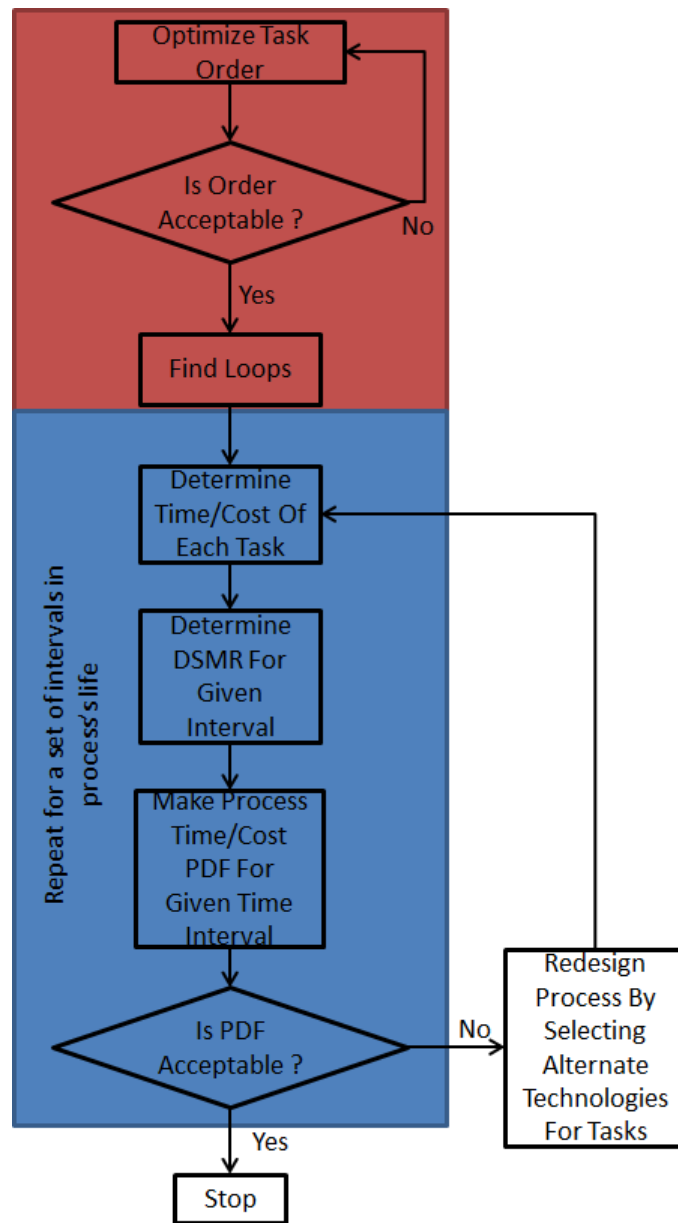 Optimize Task
Order
Is Order
Acceptable ?
No
Yes
Find Loops
Repeat for a set of intervals in
process's life
Determine
Time/Cost Of
Each Task
Determine
DSMR For
Given
Interval
Make Process
Time/Cost
PDF For
Given Time
Interval
Is PDF
Acceptable ?
No
Redesign
Process By
Selecting
Alternate
Technologies
For Tasks
Yes
Stop